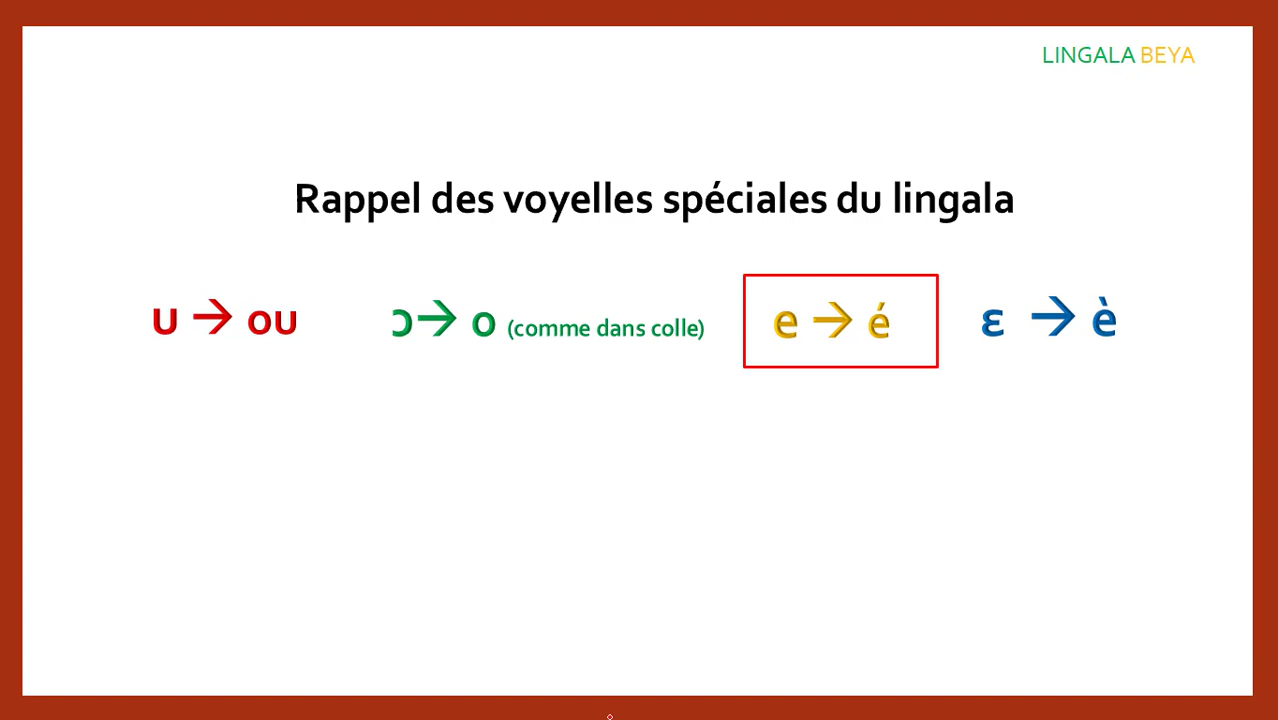 LINGALA BEYA
Rappel des voyelles spéciales du lingala
u → ou ɔ→ o (comme dans colle) e → é ɛ → è